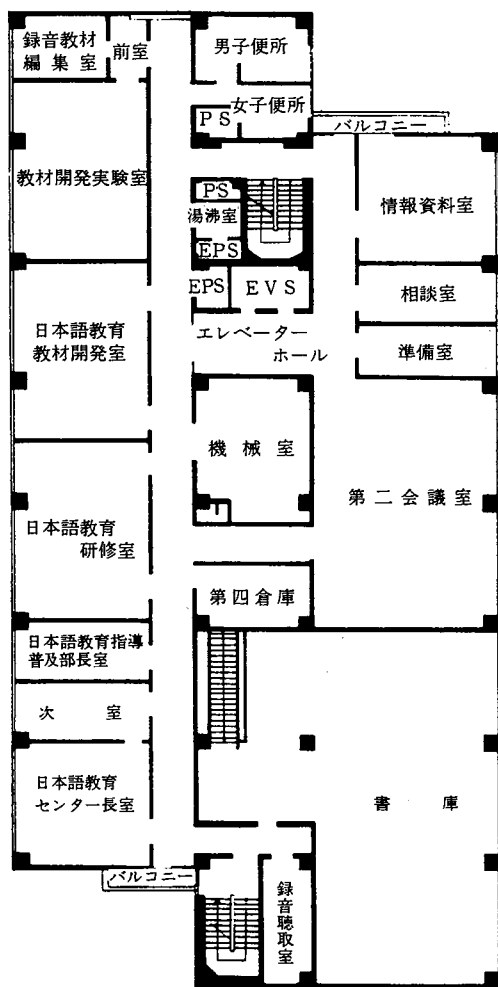 録音教材
編集室
前室
男子便所
女子便所
PS
バルコニー
教材開発実験室
PS
湯沸室
EPS
情報資料室
EPS
EVS
相談室
日本語教育
教材開発室
エレベーター
ホール
準備室
機械室
第二会議室
日本語教育
研修室
第四倉庫
日本語教育指導
普及部長室
次室
日本語教育
センター長室
書庫
バルコニー
録音聴取室